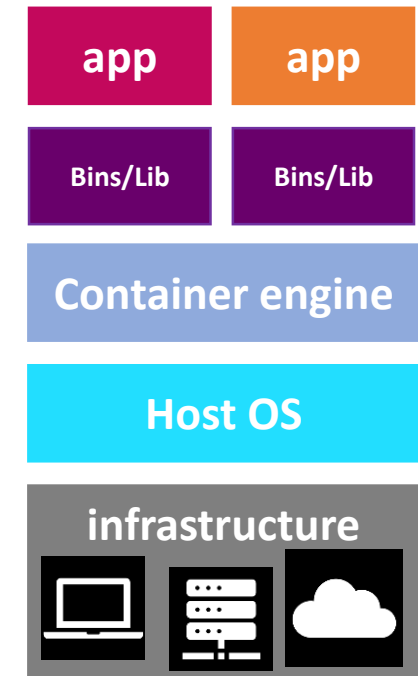 app app
Bins/Lib Bins/Lib
Container engine
Host OS
infrastructure